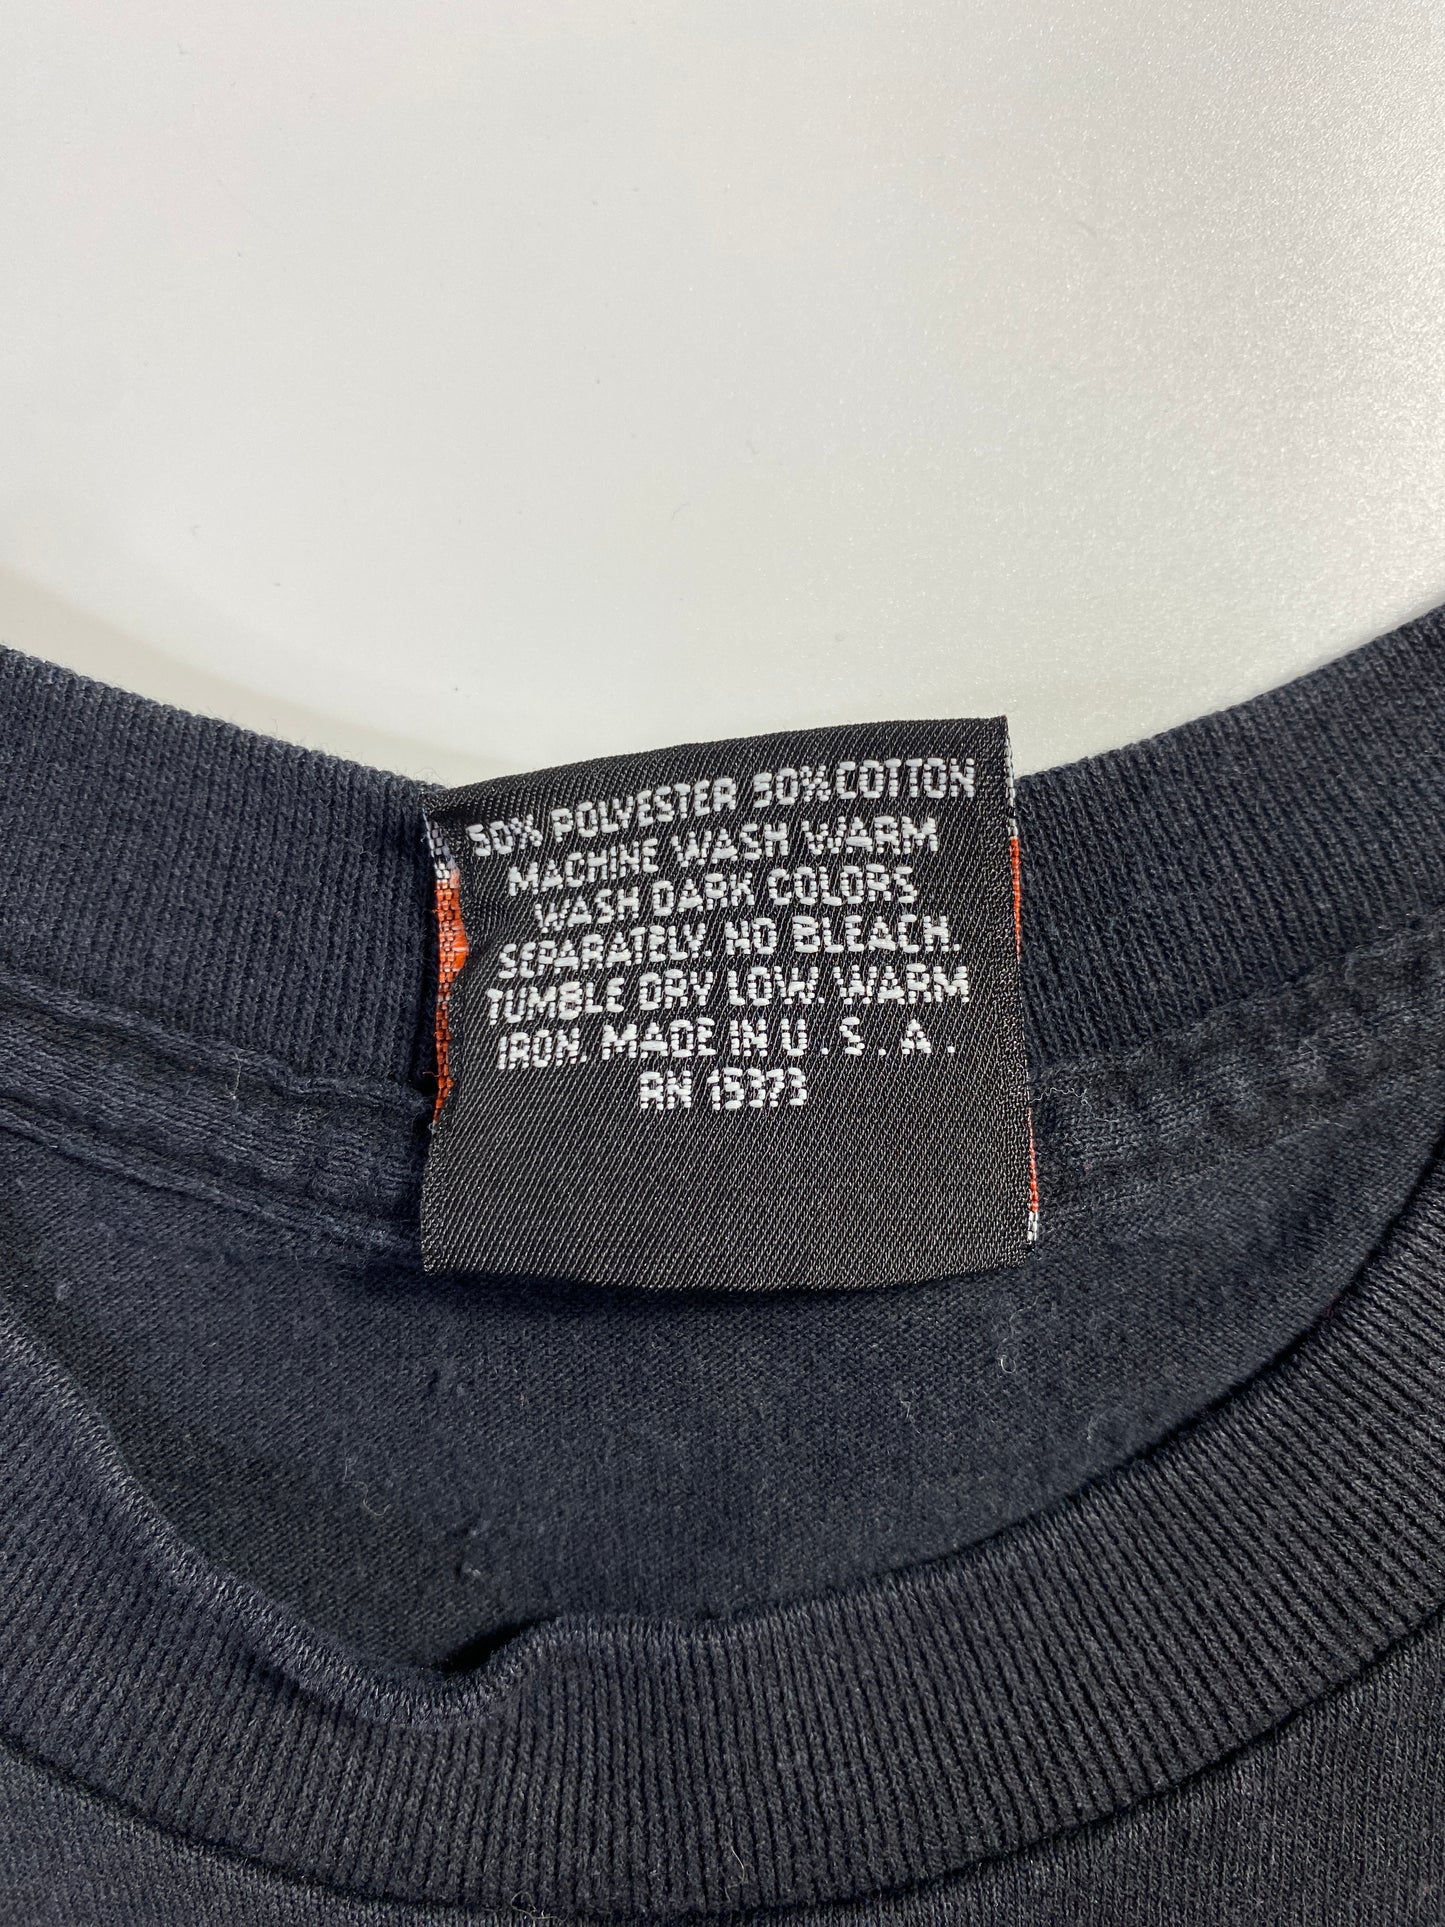 50% POLYESTER 50% COTTON
MACHINE WASH WARM
WASH DARK COLORS
SEPARATELY. NO BLEACH.
TUMBLE DRY LOW. WARM
IRON. MADE IN U.S.A.
RN 15373